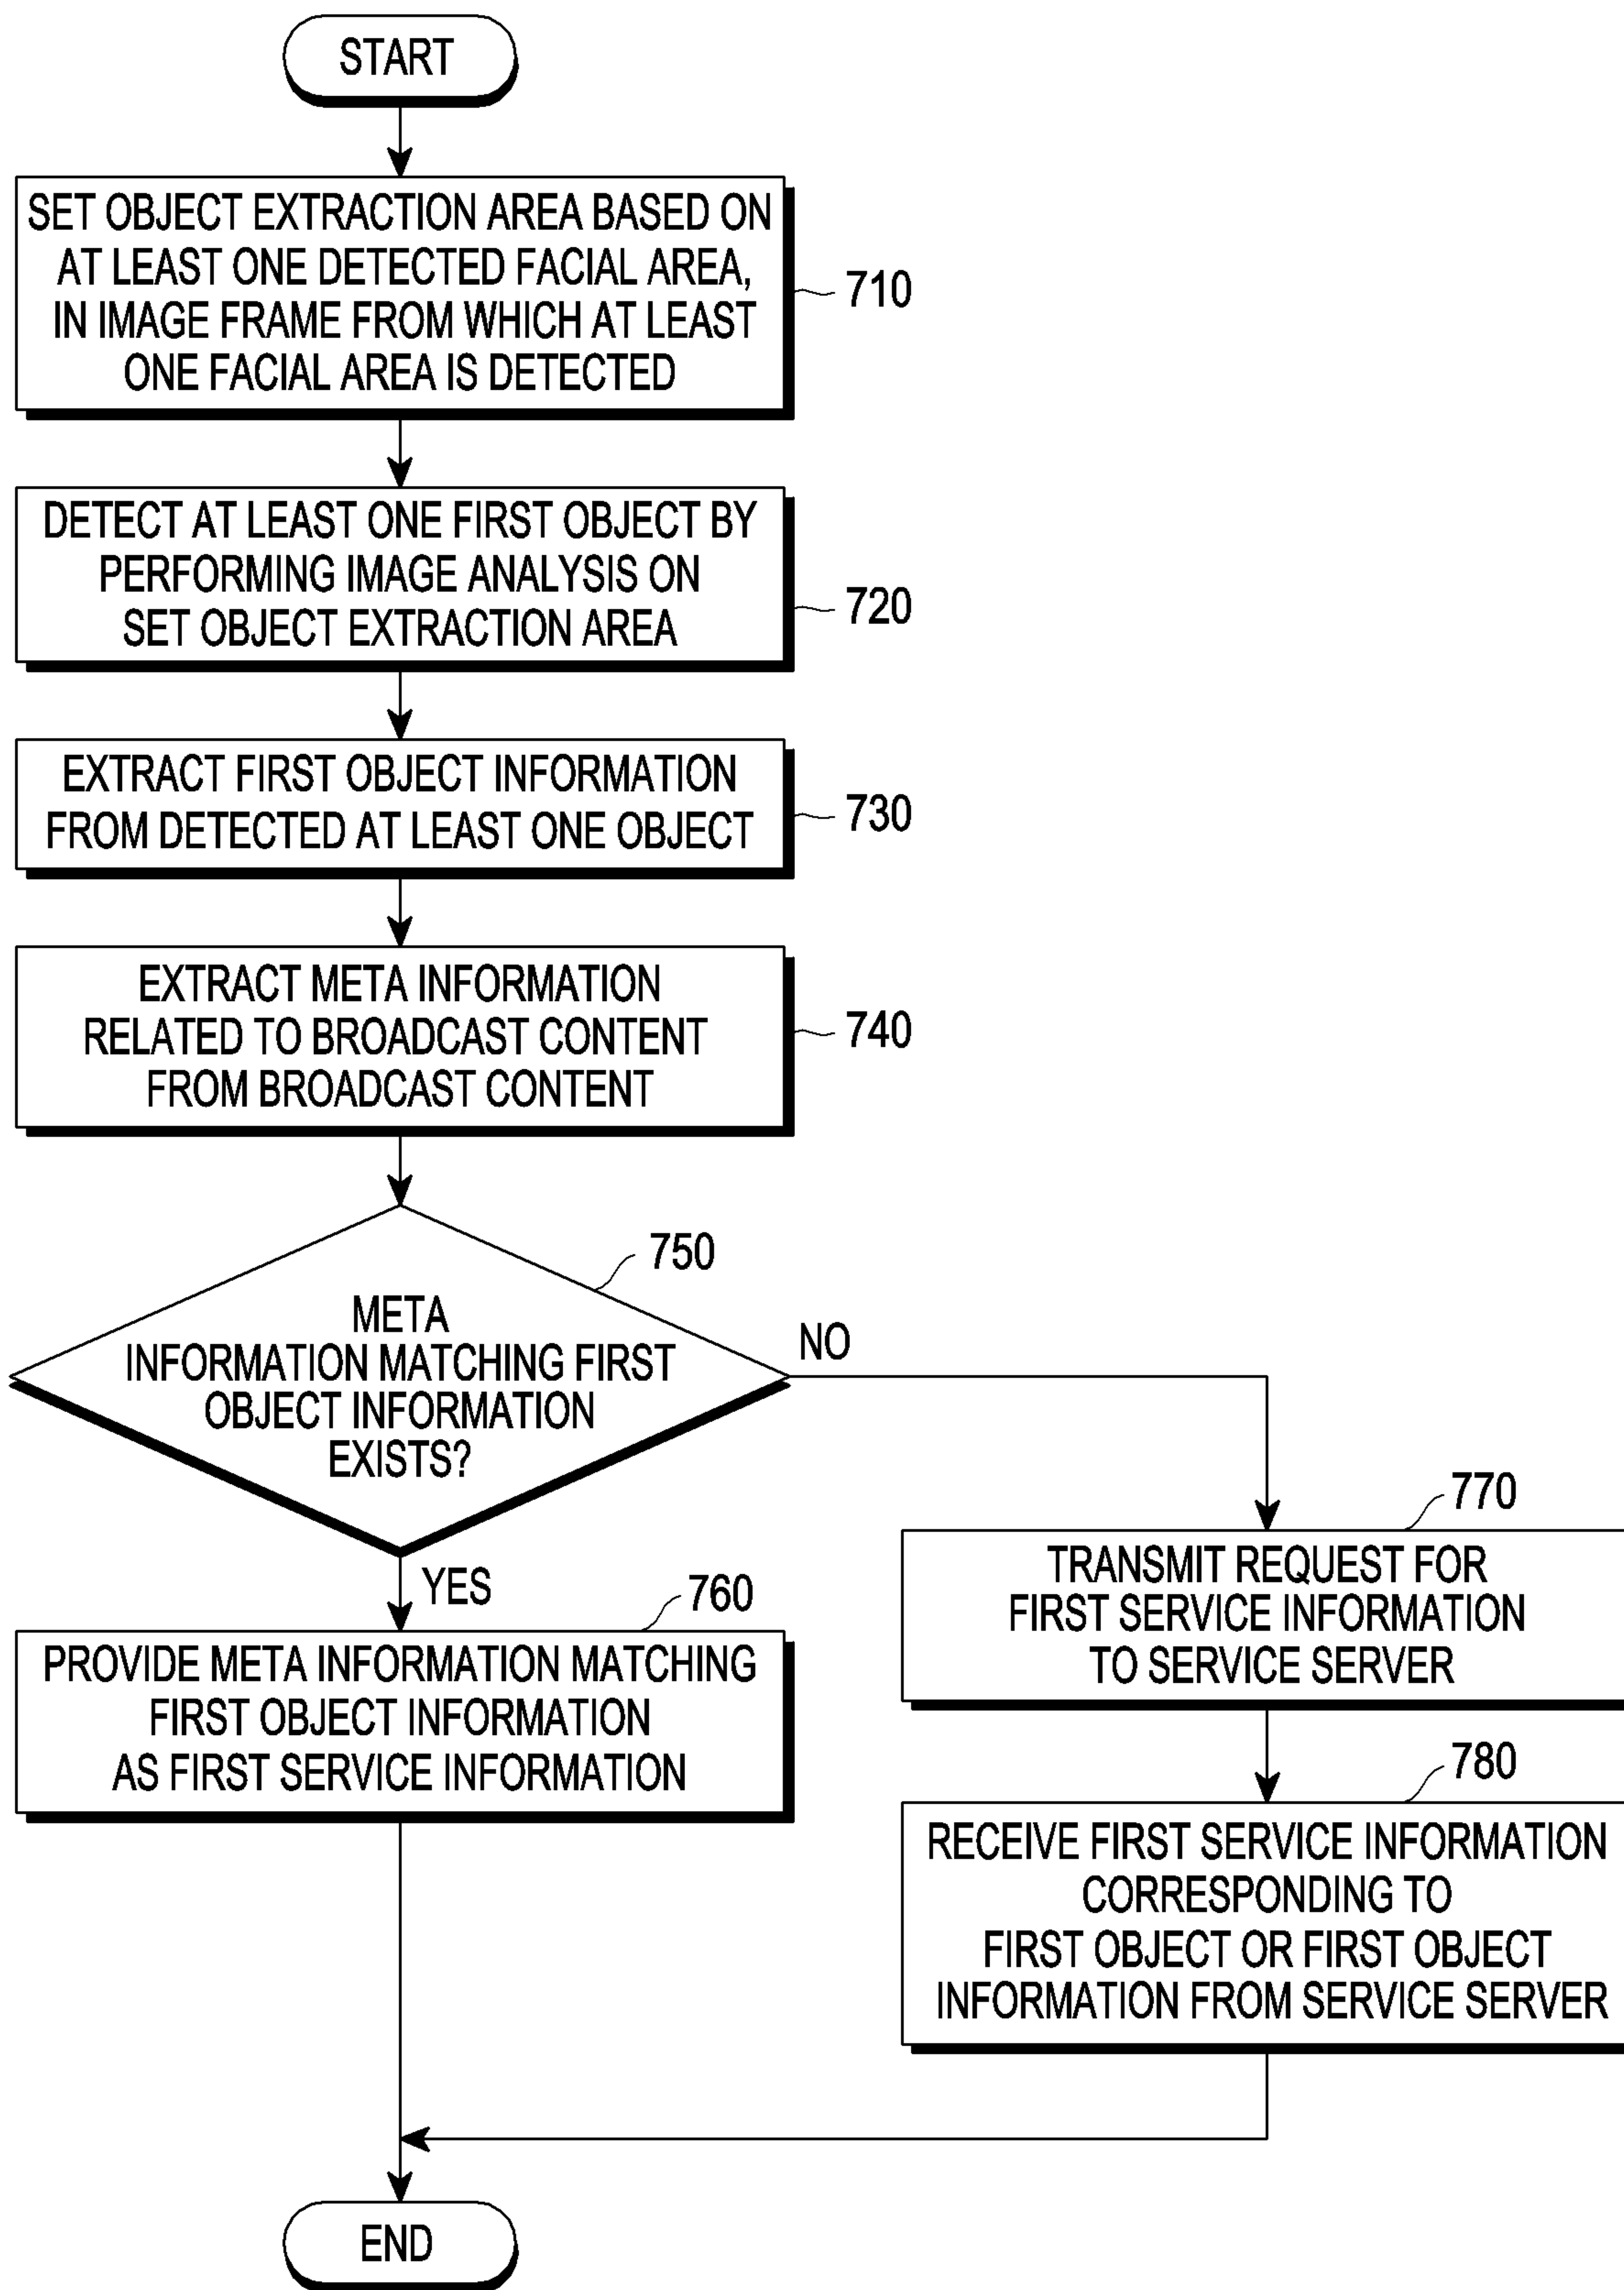 START
SET OBJECT EXTRACTION AREA BASED ON
AT LEAST ONE DETECTED FACIAL AREA,
IN IMAGE FRAME FROM WHICH AT LEAST
ONE FACIAL AREA IS DETECTED
710
DETECT AT LEAST ONE FIRST OBJECT BY
PERFORMING IMAGE ANALYSIS ON
SET OBJECT EXTRACTION AREA
720
EXTRACT FIRST OBJECT INFORMATION
FROM DETECTED AT LEAST ONE OBJECT
730
EXTRACT META INFORMATION
RELATED TO BROADCAST CONTENT
FROM BROADCAST CONTENT
740
750
META
INFORMATION MATCHING FIRST
OBJECT INFORMATION
EXISTS?
NO
YES
760
PROVIDE META INFORMATION MATCHING
FIRST OBJECT INFORMATION
AS FIRST SERVICE INFORMATION
770
TRANSMIT REQUEST FOR
FIRST SERVICE INFORMATION
TO SERVICE SERVER
780
RECEIVE FIRST SERVICE INFORMATION
CORRESPONDING TO
FIRST OBJECT OR FIRST OBJECT
INFORMATION FROM SERVICE SERVER
END